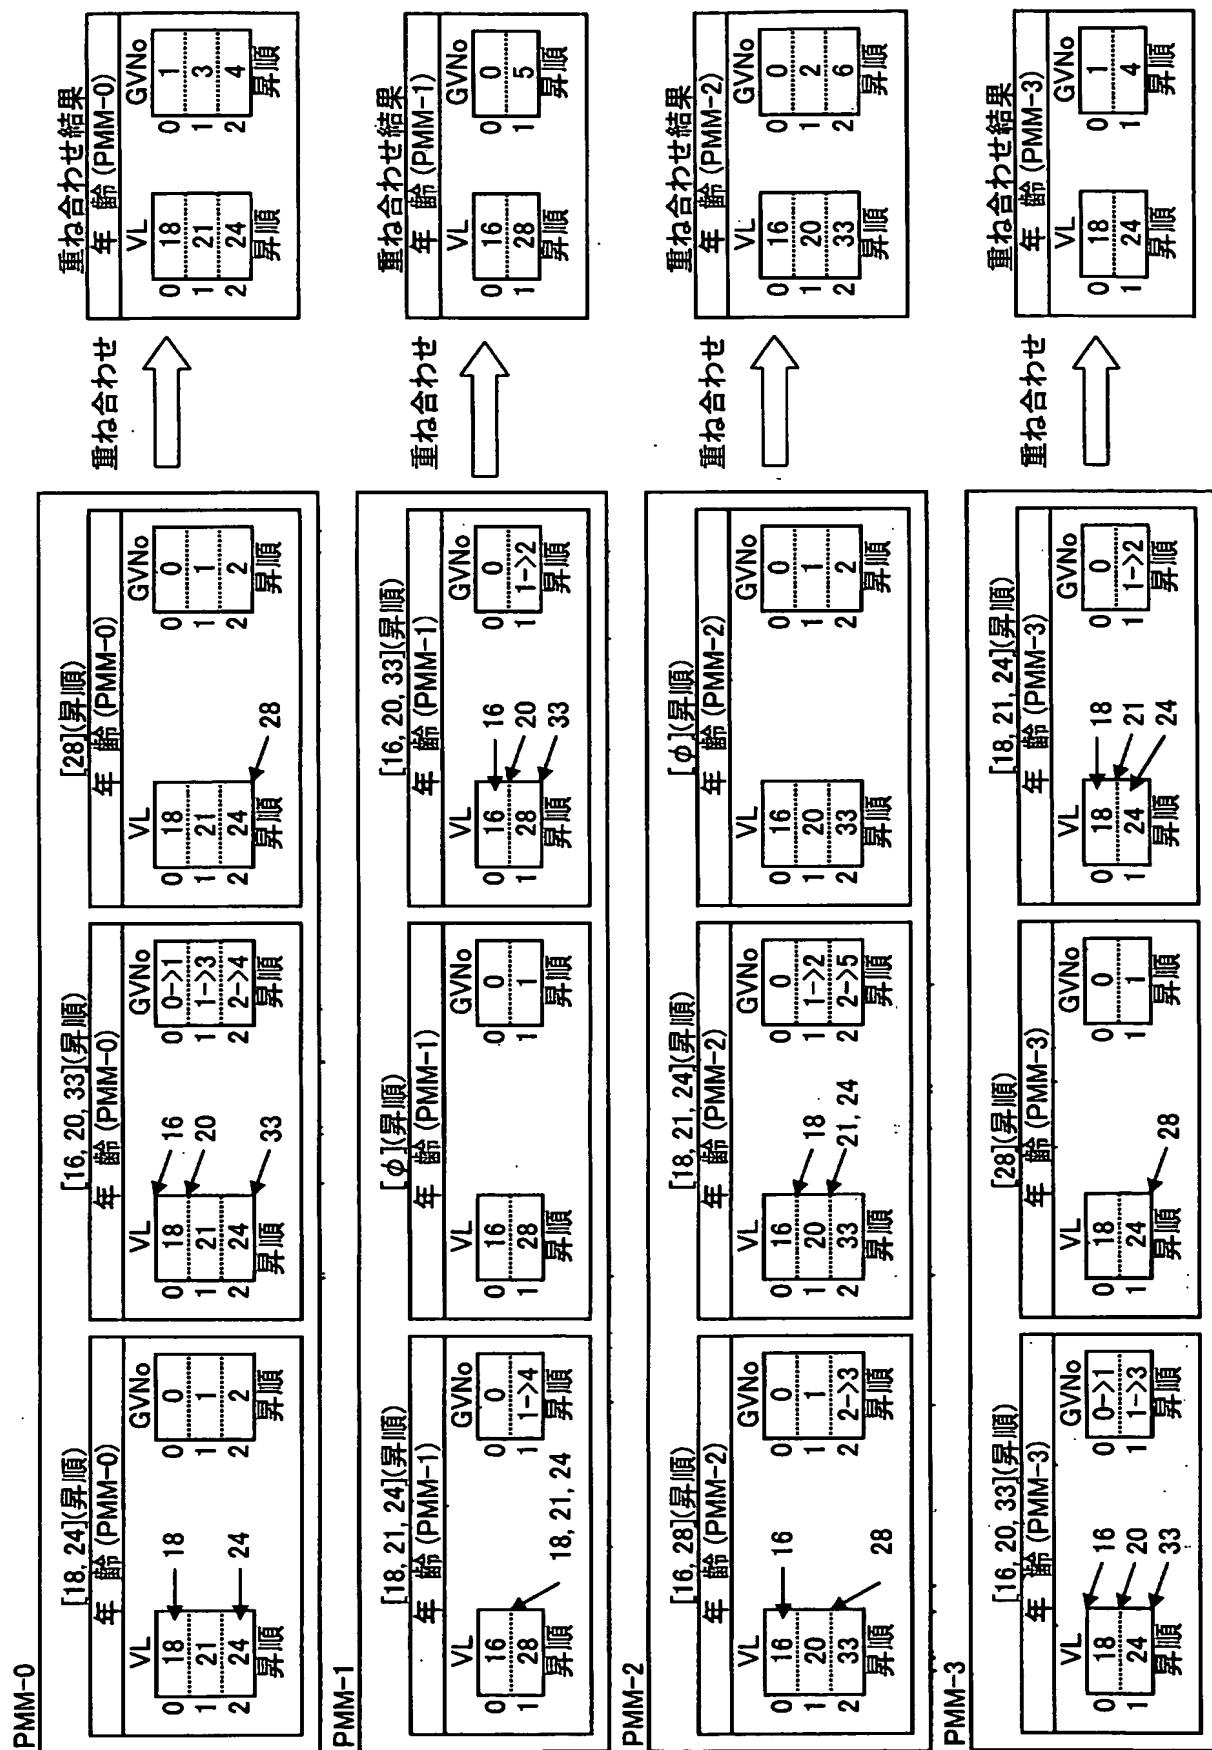 PMM-0
[18, 24](昇順)
年 齢 (PMM-0)
VL GVNo
0 18 18 0 0
1 21 1 1
2 24 24 2 2
昇順 昇順
[16, 20, 33](昇順)
年 齢 (PMM-0)
VL GVNo
16
0 18 0 0->1
20
1 21 1 1->3
2 24 2 2->4
33
昇順 昇順
[28](昇順)
年 齢 (PMM-0)
VL GVNo
0 18 0 0
1 21 1 1
2 24 2 2
28
昇順 昇順
重ね合わせ
重ね合わせ結果
年 齢 (PMM-0)
VL GVNo
0 18 0 1
1 21 1 3
2 24 2 4
昇順 昇順
PMM-1
[18, 21, 24](昇順)
年 齢 (PMM-1)
VL GVNo
0 16 0 0
1 28 1 1->4
18, 21, 24
昇順 昇順
[φ](昇順)
年 齢 (PMM-1)
VL GVNo
0 16 0 0
1 28 1 1
昇順 昇順
[16, 20, 33](昇順)
年 齢 (PMM-1)
VL GVNo
0 16 16 0 0
20
1 28 1 1->2
33
昇順 昇順
重ね合わせ
重ね合わせ結果
年 齢 (PMM-1)
VL GVNo
0 16 0 0
1 28 1 5
昇順 昇順
PMM-2
[16, 28](昇順)
年 齢 (PMM-2)
VL GVNo
0 16 16 0 0
1 20 1 1
2 33 2 2->3
28
昇順 昇順
[18, 21, 24](昇順)
年 齢 (PMM-2)
VL GVNo
0 16 0 0
18
1 20 1 1->2
21, 24
2 33 2 2->5
昇順 昇順
[φ](昇順)
年 齢 (PMM-2)
VL GVNo
0 16 0 0
1 20 1 1
2 33 2 2
昇順 昇順
重ね合わせ
重ね合わせ結果
年 齢 (PMM-2)
VL GVNo
0 16 0 0
1 20 1 2
2 33 2 6
昇順 昇順
PMM-3
[16, 20, 33](昇順)
年 齢 (PMM-3)
VL GVNo
16
0 18 0 0->1
20
1 24 1 1->3
33
昇順 昇順
[28](昇順)
年 齢 (PMM-3)
VL GVNo
0 18 0 0
1 24 1 1
28
昇順 昇順
[18, 21, 24](昇順)
年 齢 (PMM-3)
VL GVNo
0 18 18 0 0
21
1 24 24 1 1->2
昇順 昇順
重ね合わせ
重ね合わせ結果
年 齢 (PMM-3)
VL GVNo
0 18 0 1
1 24 1 4
昇順 昇順